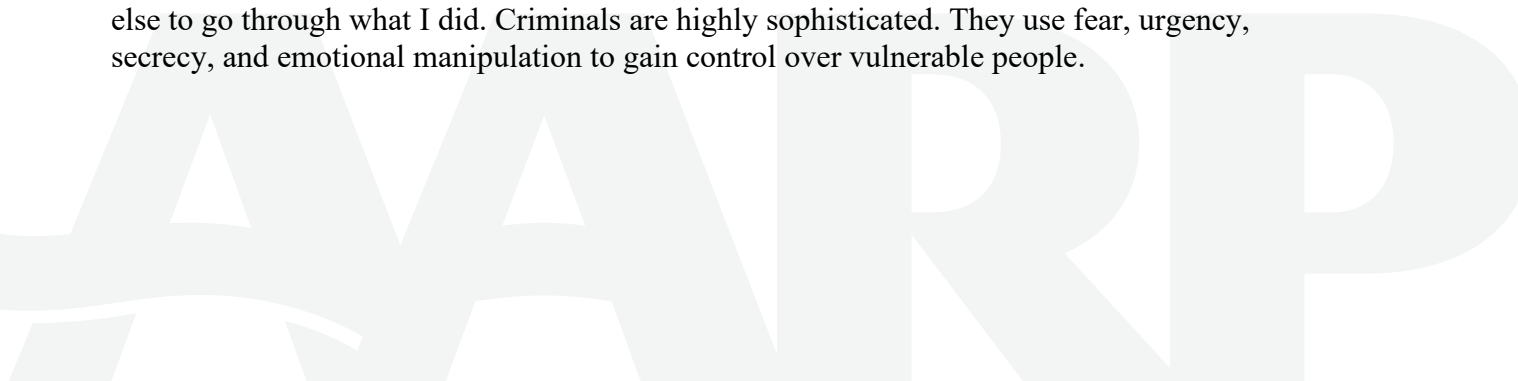 else to go through what I did. Criminals are highly sophisticated. They use fear, urgency,
secrecy, and emotional manipulation to gain control over vulnerable people.
AARP